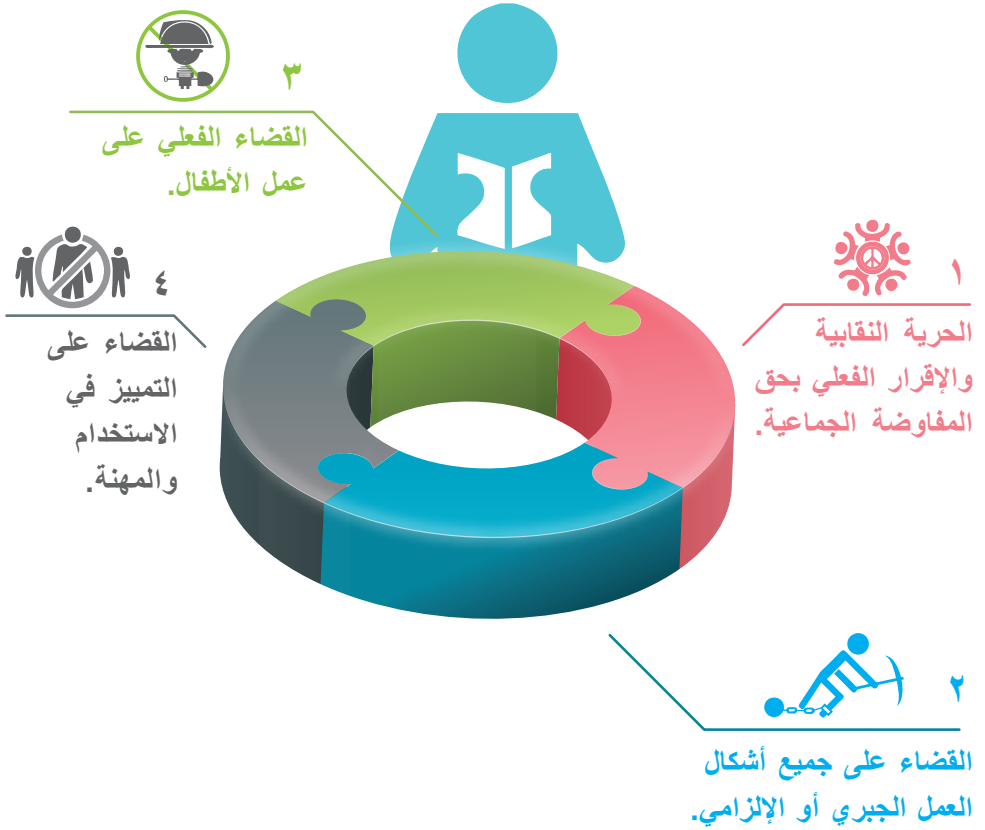 ١
الحرية النقابية
والإقرار الفعلي بحق
المفاوضة الجماعية.
٢
القضاء على جميع أشكال
العمل الجبري أو الإلزامي.
٣
القضاء الفعلي على
عمل الأطفال.
٤
القضاء على
التمييز في
الاستخدام
والمهنة.